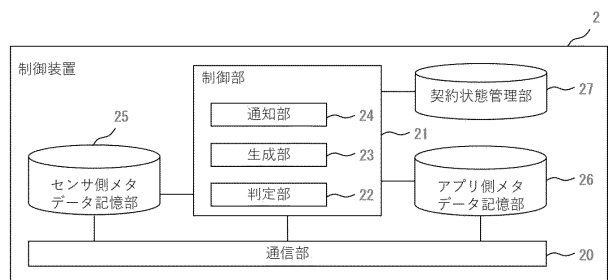 2
制御装置
制御部
契約状態管理部
27
25
通知部
24
21
生成部
23
センサ側メタ
データ記憶部
判定部
22
アプリ側メタ
データ記憶部
26
通信部
20